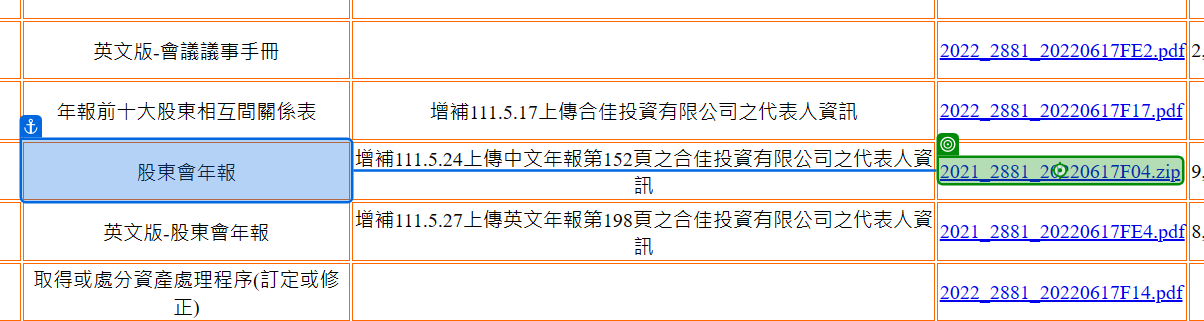 英文版-會議議事手冊
2022_2881_20220617FE2.pdf
2,
年報前十大股東相互間關係表
增補111.5.17上傳合佳投資有限公司之代表人資訊
2022_2881_20220617F17.pdf
股東會年報
增補111.5.24上傳中文年報第152頁之合佳投資有限公司之代表人資
訊
2021_2881_20220617F04.zip
9,
英文版-股東會年報
增補111.5.27上傳英文年報第198頁之合佳投資有限公司之代表人資
訊
2021_2881_20220617FE4.pdf
8,
取得或處分資產處理程序(訂定或修
正)
2022_2881_20220617F14.pdf